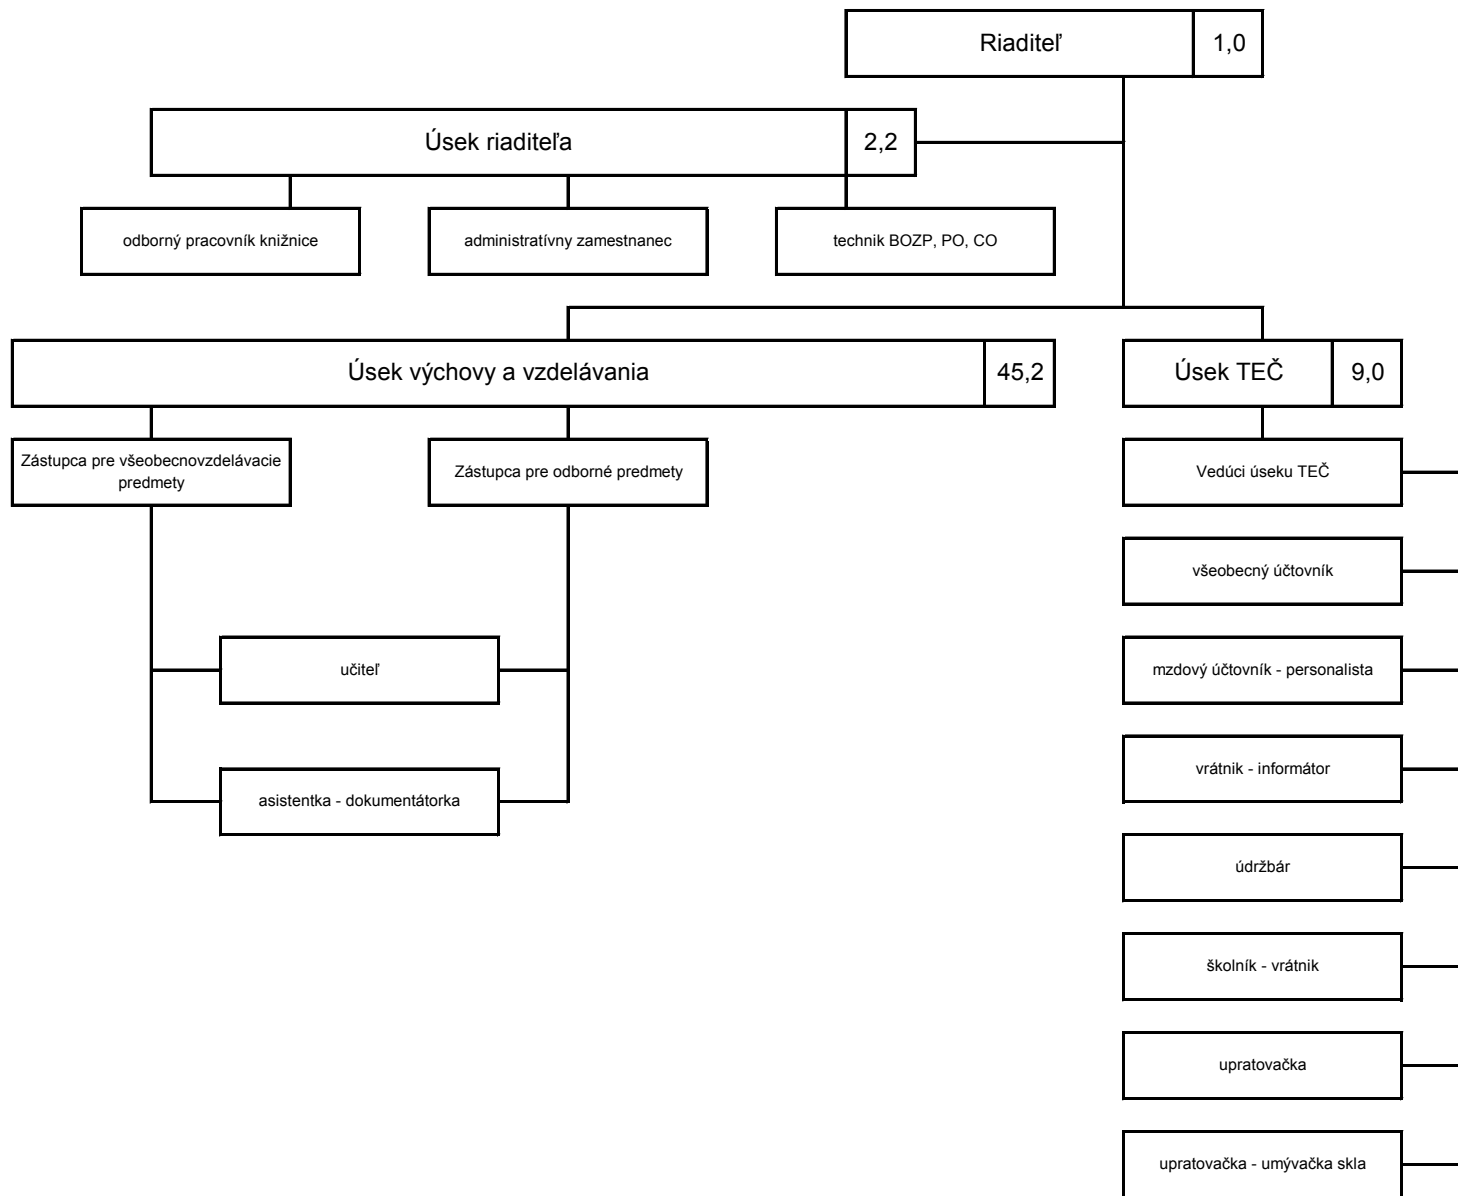 Riaditeľ 1,0
Úsek riaditeľa 2,2
odborný pracovník knižnice
administratívny zamestnanec
technik BOZP, PO, CO
Úsek výchovy a vzdelávania 45,2
Úsek TEČ 9,0
Zástupca pre všeobecnovzdelávacie
predmety
Zástupca pre odborné predmety
Vedúci úseku TEČ
všeobecný účtovník
učiteľ
mzdový účtovník - personalista
vrátnik - informátor
asistentka - dokumentátorka
údržbár
školník - vrátnik
upratovačka
upratovačka - umývačka skla